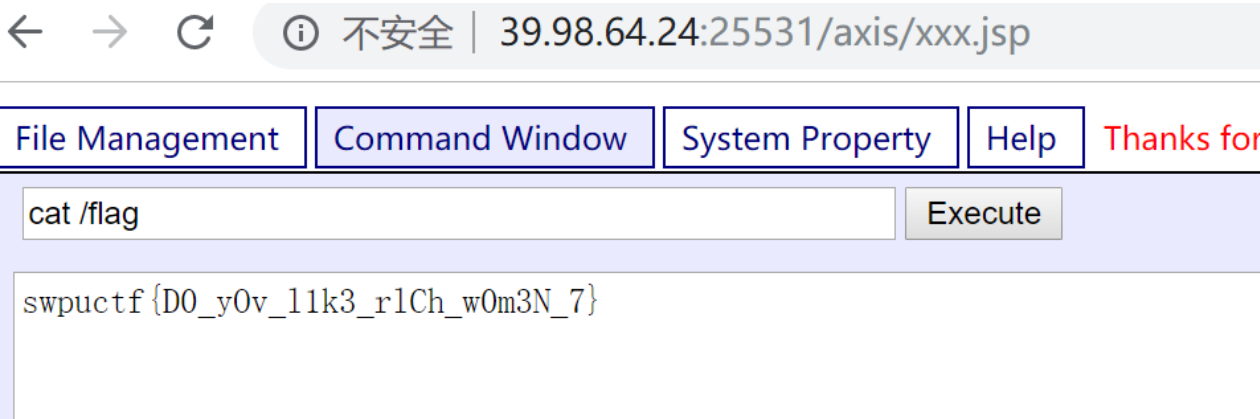 不安全 39.98.64.24:25531/axis/xxx.jsp
File Management Command Window System Property Help Thanks for
cat /flag Execute
swpuctf{D0_y0v_l1k3_rlCh_w0m3N_7}